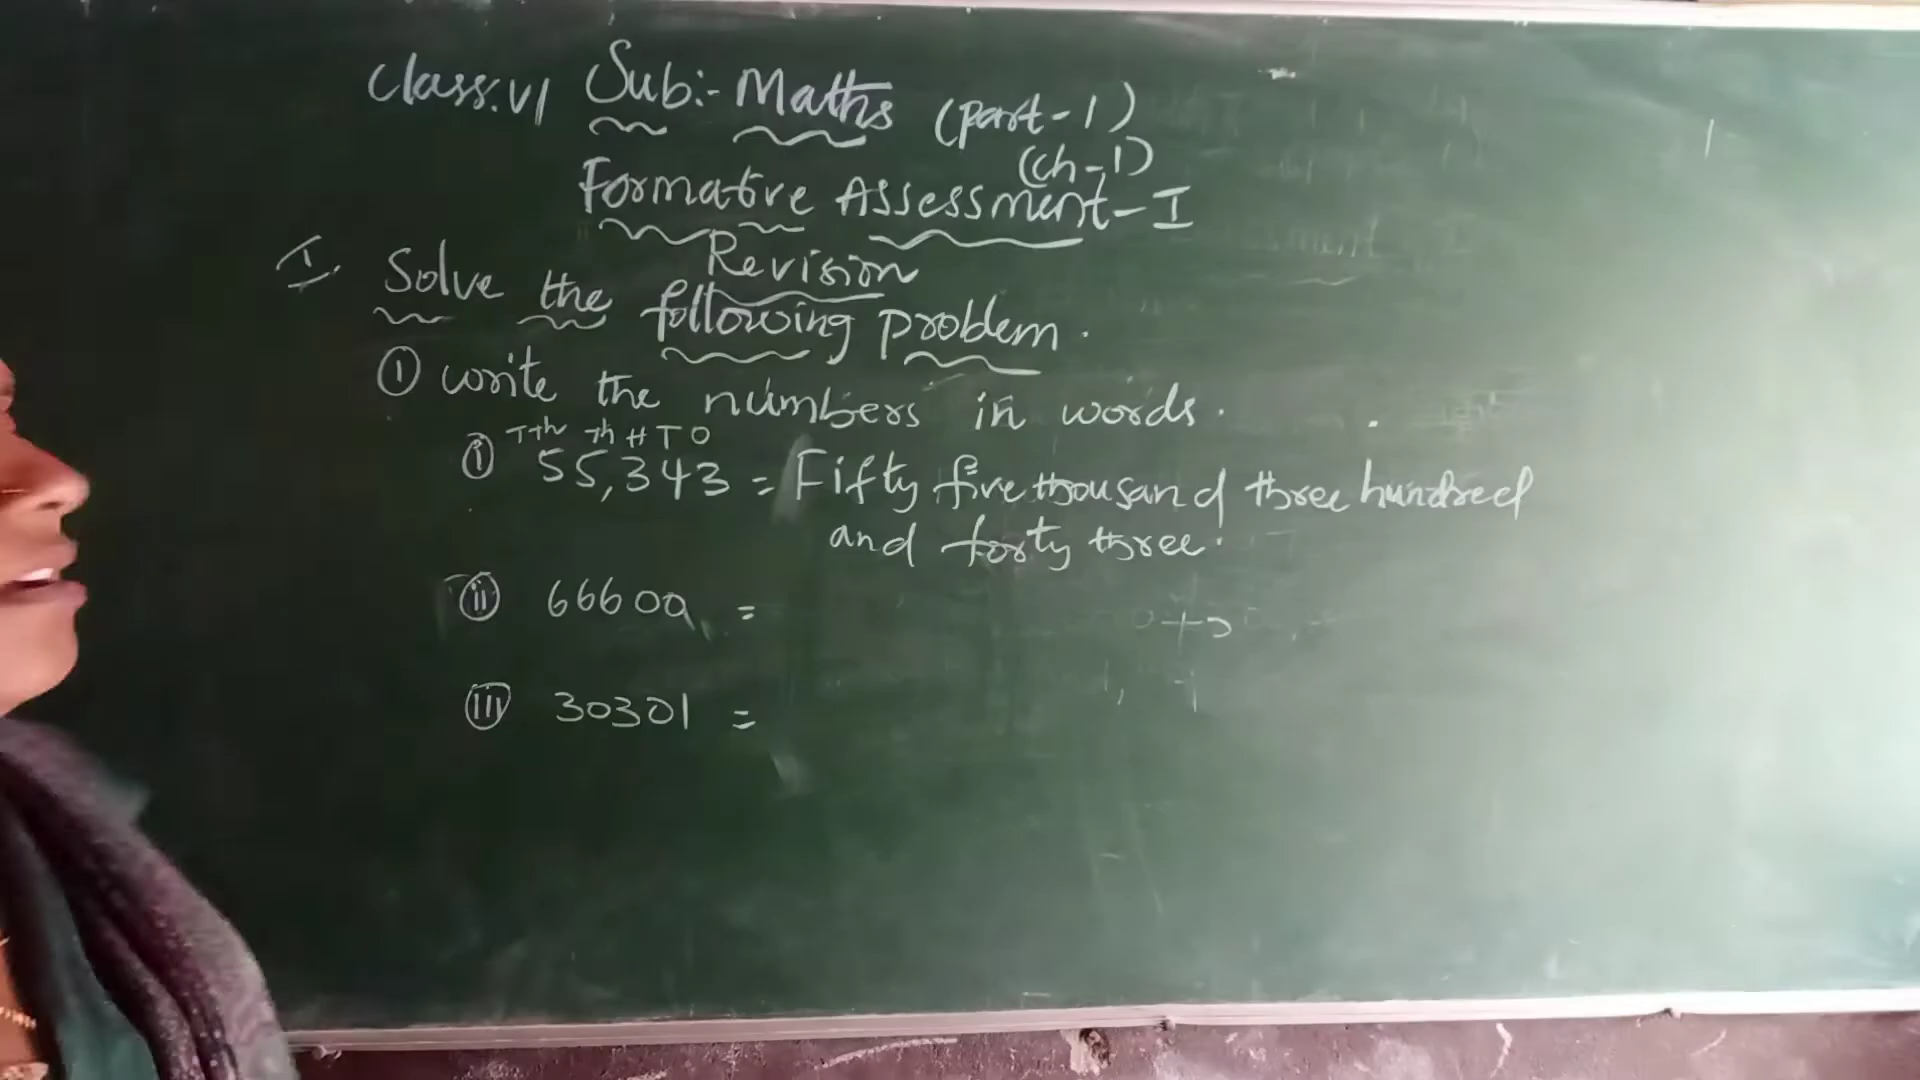 Class:VI Sub:- Maths (part-1)
(ch-1)
Formative Assessment-I
Revision
I. Solve the following problem.
① write the numbers in words.
TTh Th H T O
ⓘ 55,343 = Fifty five thousand three hundred
and forty three.
ⓘⓘ 66600 =
ⓘⓘⓘ 30301 =